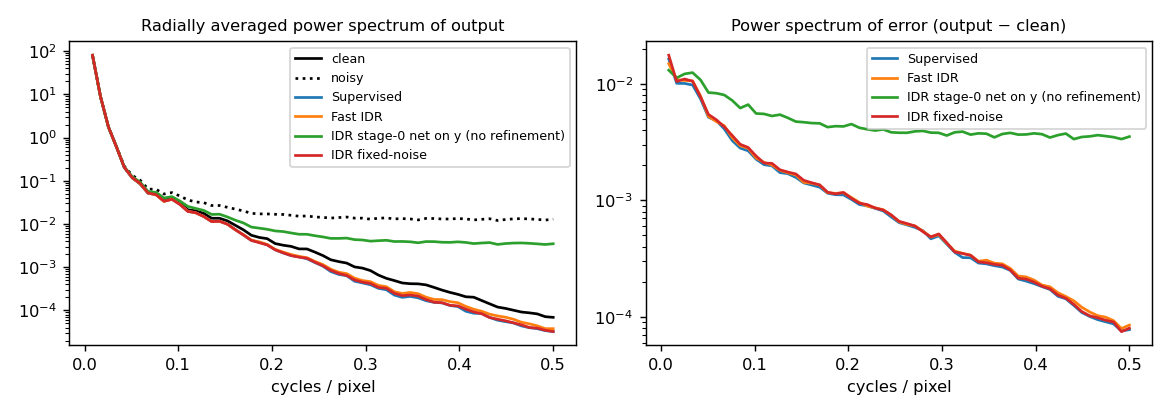 Radially averaged power spectrum of output
10²
10¹
10⁰
10⁻¹
10⁻²
10⁻³
10⁻⁴
clean
noisy
Supervised
Fast IDR
IDR stage-0 net on y (no refinement)
IDR fixed-noise
0.0 0.1 0.2 0.3 0.4 0.5
cycles / pixel
Power spectrum of error (output − clean)
10⁻²
10⁻³
10⁻⁴
Supervised
Fast IDR
IDR stage-0 net on y (no refinement)
IDR fixed-noise
0.0 0.1 0.2 0.3 0.4 0.5
cycles / pixel